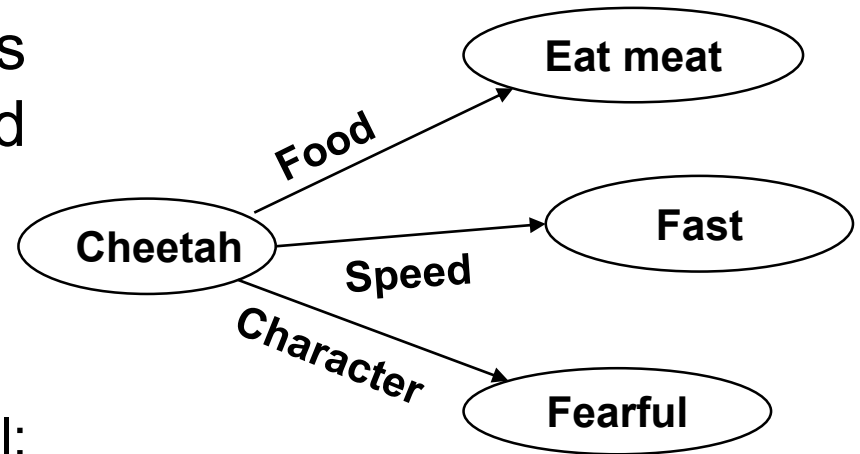 s
d
Eat meat
Food
Fast
Cheetah
Speed
Character
Fearful
l: